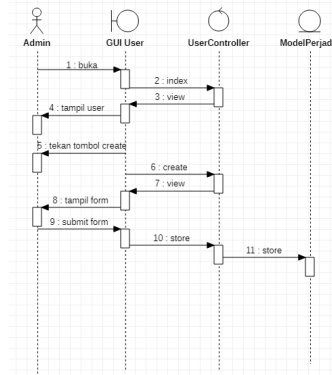 Admin
GUI User
UserController
ModelPerjad
1 : buka
2 : index
3 : view
4 : tampil user
5 : tekan tombol create
6 : create
7 : view
8 : tampil form
9 : submit form
10 : store
11 : store